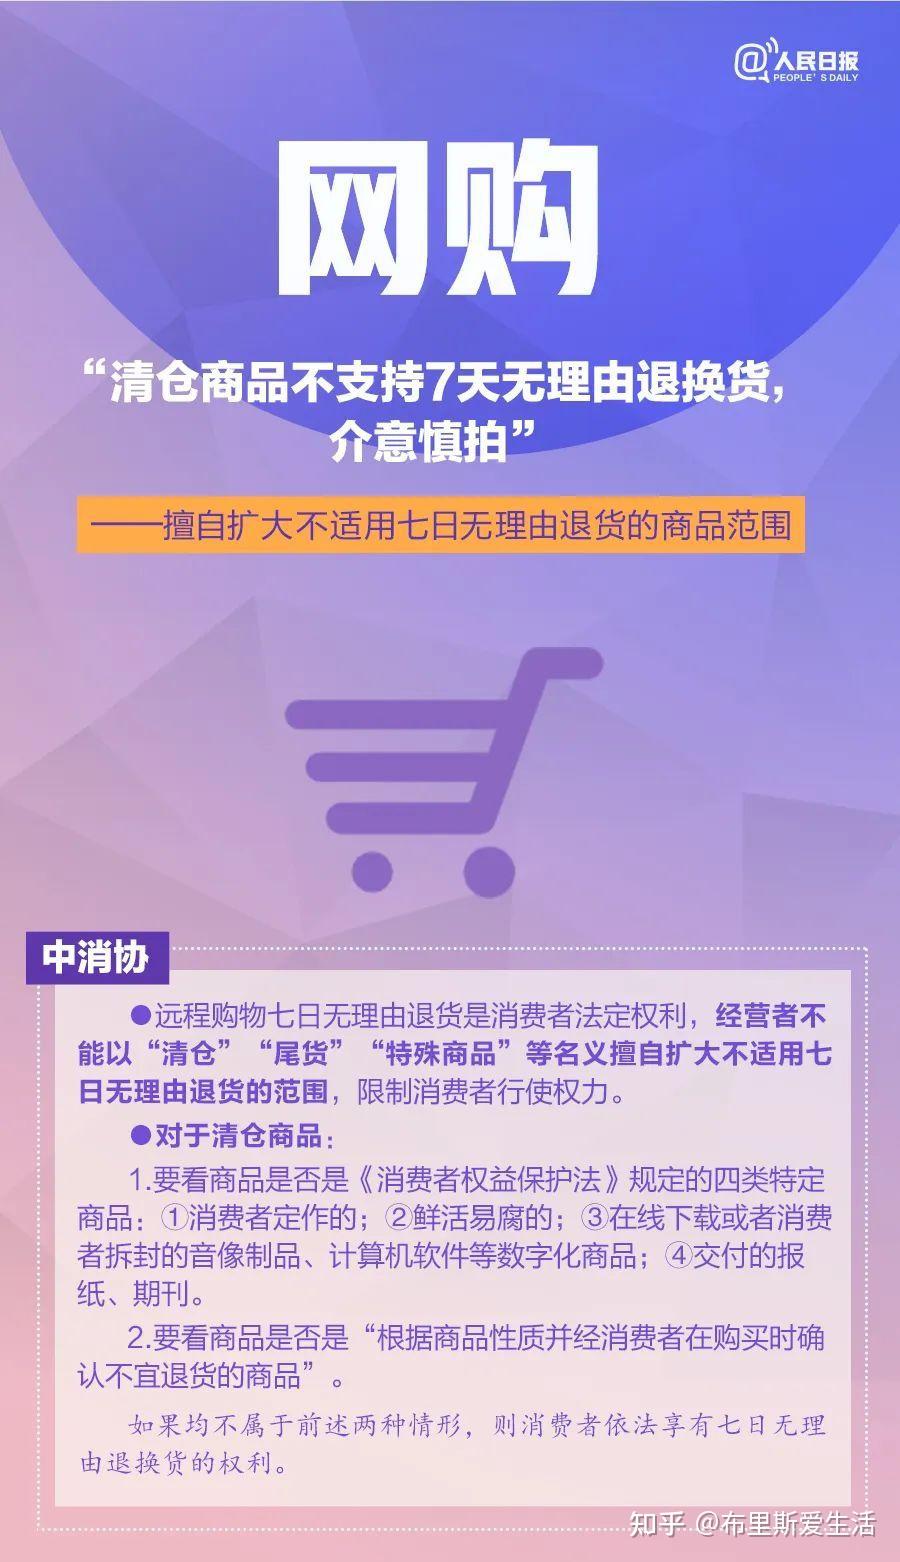 @人民日报
PEOPLE'S DAILY
网购
“清仓商品不支持7天无理由退换货，
介意慎拍”
——擅自扩大不适用七日无理由退货的商品范围
中消协
●远程购物七日无理由退货是消费者法定权利，经营者不
能以“清仓”“尾货”“特殊商品”等名义擅自扩大不适用七
日无理由退货的范围，限制消费者行使权力。
●对于清仓商品：
1.要看商品是否是《消费者权益保护法》规定的四类特定
商品：①消费者定作的；②鲜活易腐的；③在线下载或者消费
者拆封的音像制品、计算机软件等数字化商品；④交付的报
纸、期刊。
2.要看商品是否是“根据商品性质并经消费者在购买时确
认不宜退货的商品”。
如果均不属于前述两种情形，则消费者依法享有七日无理
由退换货的权利。
知乎 @布里斯爱生活